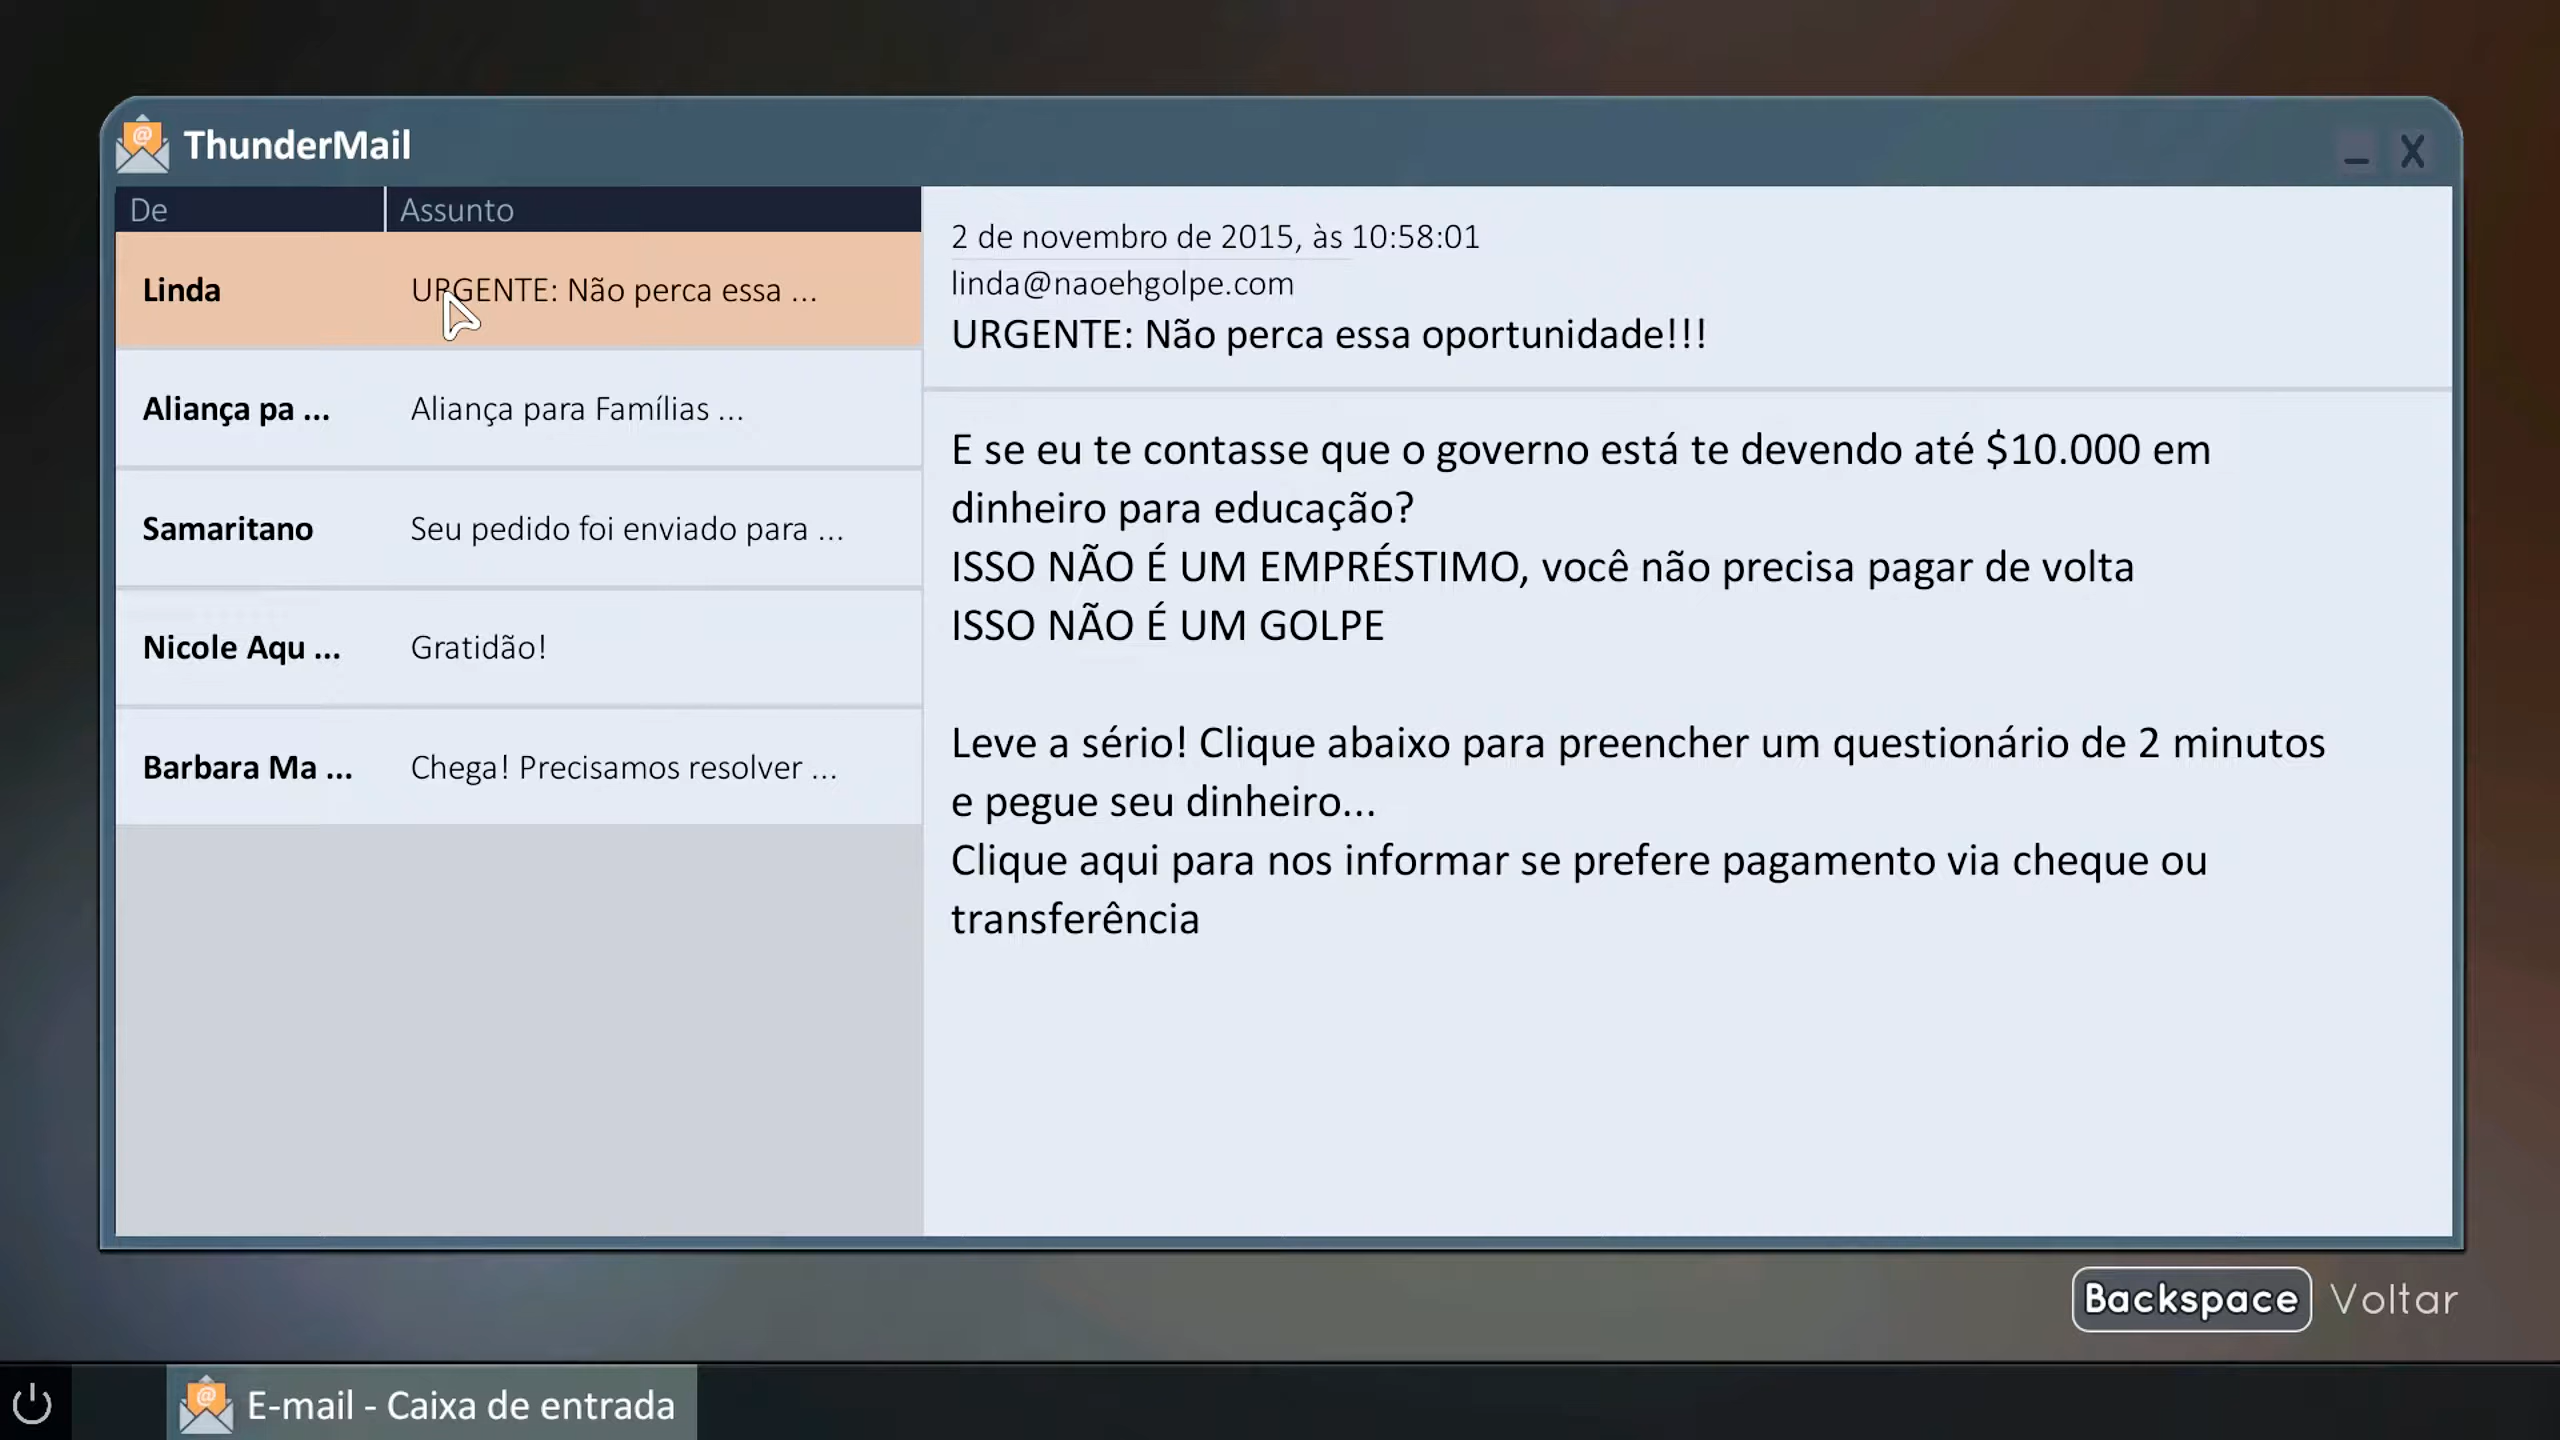 ThunderMail
De Assunto
Linda URGENTE: Não perca essa ...
Aliança pa ... Aliança para Famílias ...
Samaritano Seu pedido foi enviado para ...
Nicole Aqu ... Gratidão!
Barbara Ma ... Chega! Precisamos resolver ...
2 de novembro de 2015, às 10:58:01
linda@naoehgolpe.com
URGENTE: Não perca essa oportunidade!!!
E se eu te contasse que o governo está te devendo até $10.000 em
dinheiro para educação?
ISSO NÃO É UM EMPRÉSTIMO, você não precisa pagar de volta
ISSO NÃO É UM GOLPE
Leve a sério! Clique abaixo para preencher um questionário de 2 minutos
e pegue seu dinheiro...
Clique aqui para nos informar se prefere pagamento via cheque ou
transferência
Backspace Voltar
E-mail - Caixa de entrada